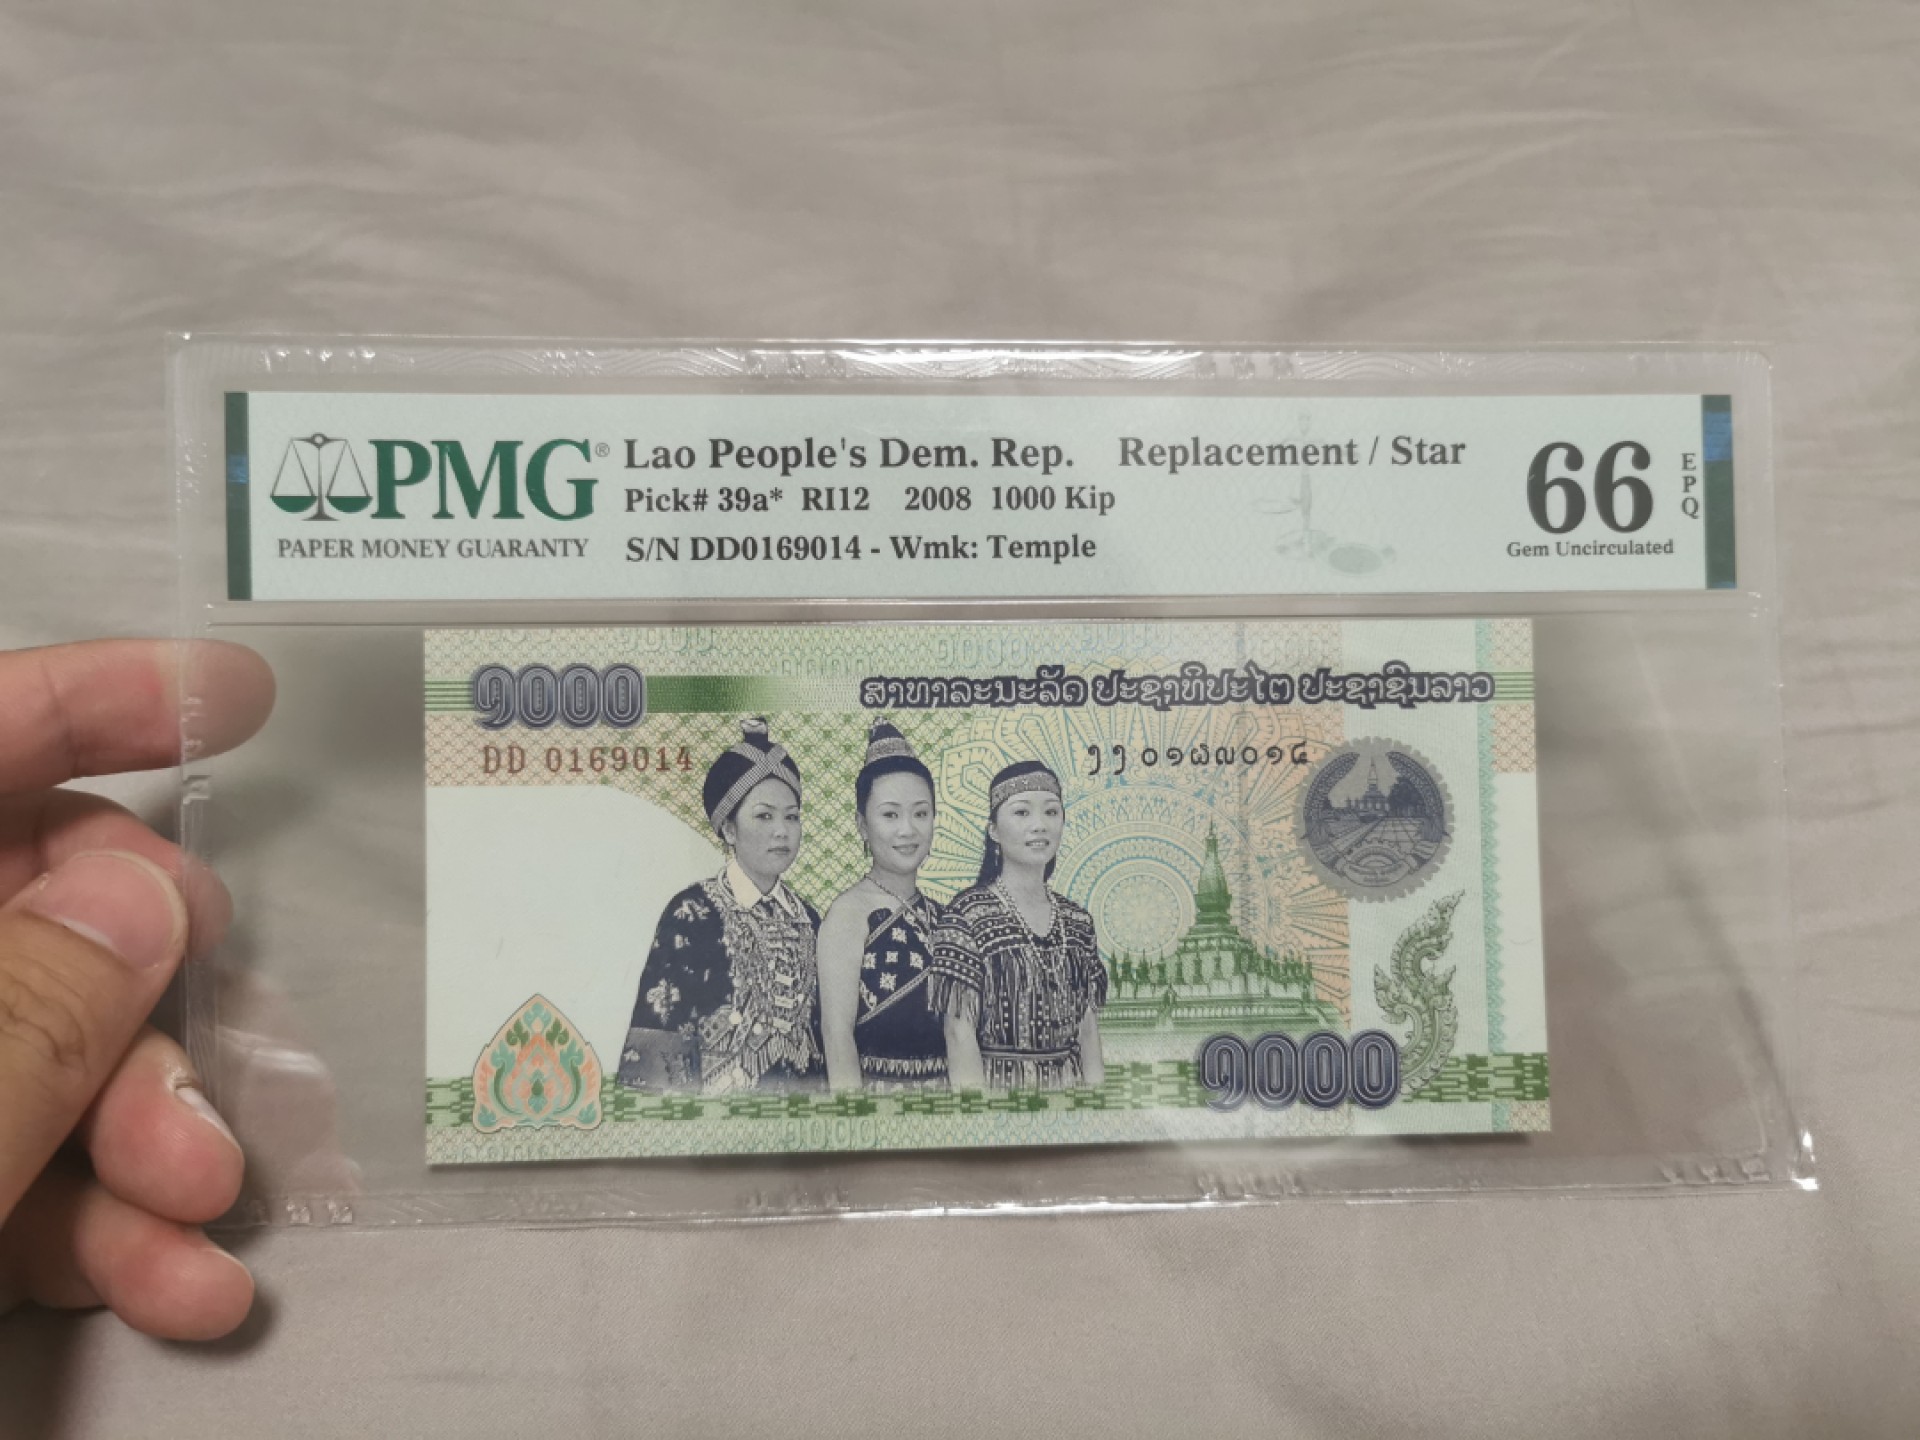 PMG®
PAPER MONEY GUARANTY
Lao People's Dem. Rep. Replacement / Star
Pick# 39a* RI12 2008 1000 Kip
S/N DD0169014 - Wmk: Temple
66
EPQ
Gem Uncirculated
໑໐໐໐
ສາທາລະນະລັດ ປະຊາທິປະໄຕ ປະຊາຊົນລາວ
DD 0169014
ງງ ໐໑໖໙໐໑໔
໑໐໐໐